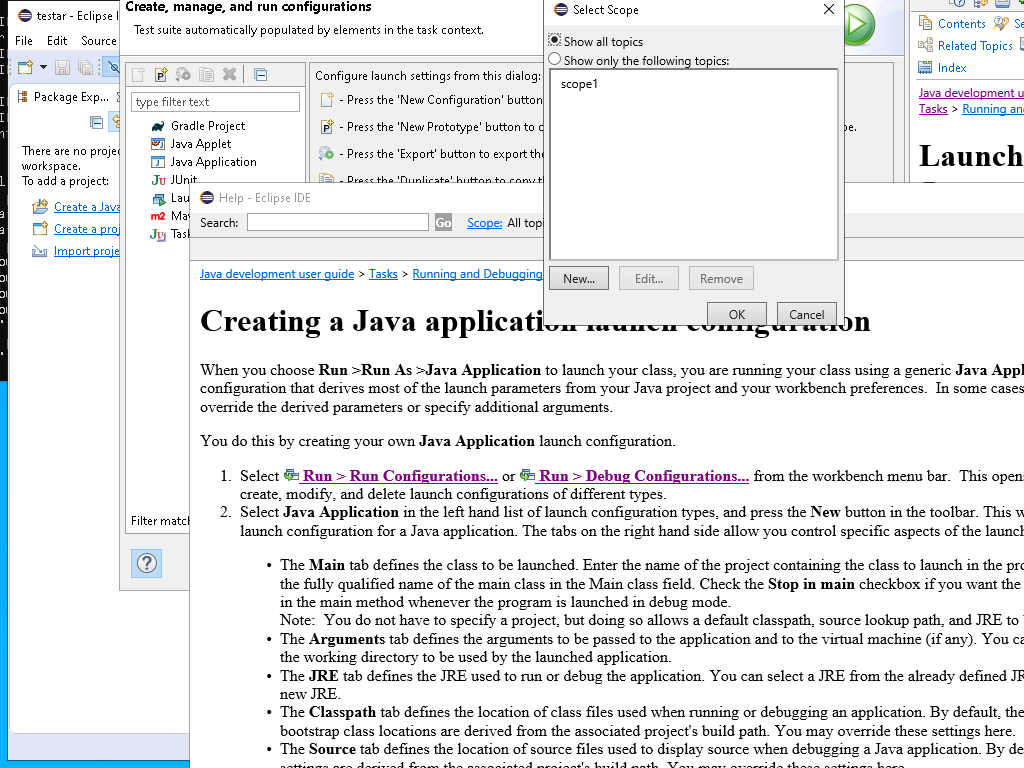 testar - Eclipse I
File Edit Source
Package Exp...
There are no projec
workspace.
To add a project:
Create a Java
Create a proj
Import proje
Create, manage, and run configurations
Test suite automatically populated by elements in the task context.
type filter text
Gradle Project
Java Applet
Java Application
JUnit
Lau
Mav
Task
Filter match
Configure launch settings from this dialog:
- Press the 'New Configuration' button
- Press the 'New Prototype' button to c
- Press the 'Export' button to export the
- Press the 'Duplicate' button to copy th
pe.
Select Scope
Show all topics
Show only the following topics:
scope1
New... Edit... Remove
OK Cancel
Contents Se
Related Topics
Index
Java development u
Tasks > Running and
Launch
Help - Eclipse IDE
Search: Go Scope: All topi
Java development user guide > Tasks > Running and Debugging
Creating a Java application launch configuration
When you choose Run >Run As >Java Application to launch your class, you are running your class using a generic Java Appl
configuration that derives most of the launch parameters from your Java project and your workbench preferences. In some cases
override the derived parameters or specify additional arguments.
You do this by creating your own Java Application launch configuration.
1. Select Run > Run Configurations... or Run > Debug Configurations... from the workbench menu bar. This opens
create, modify, and delete launch configurations of different types.
2. Select Java Application in the left hand list of launch configuration types, and press the New button in the toolbar. This w
launch configuration for a Java application. The tabs on the right hand side allow you control specific aspects of the launch
• The Main tab defines the class to be launched. Enter the name of the project containing the class to launch in the pro
the fully qualified name of the main class in the Main class field. Check the Stop in main checkbox if you want the
in the main method whenever the program is launched in debug mode.
Note: You do not have to specify a project, but doing so allows a default classpath, source lookup path, and JRE to
• The Arguments tab defines the arguments to be passed to the application and to the virtual machine (if any). You ca
the working directory to be used by the launched application.
• The JRE tab defines the JRE used to run or debug the application. You can select a JRE from the already defined JR
new JRE.
• The Classpath tab defines the location of class files used when running or debugging an application. By default, the
bootstrap class locations are derived from the associated project's build path. You may override these settings here.
• The Source tab defines the location of source files used to display source when debugging a Java application. By de
settings are derived from the associated project's build path. You may override these settings here.